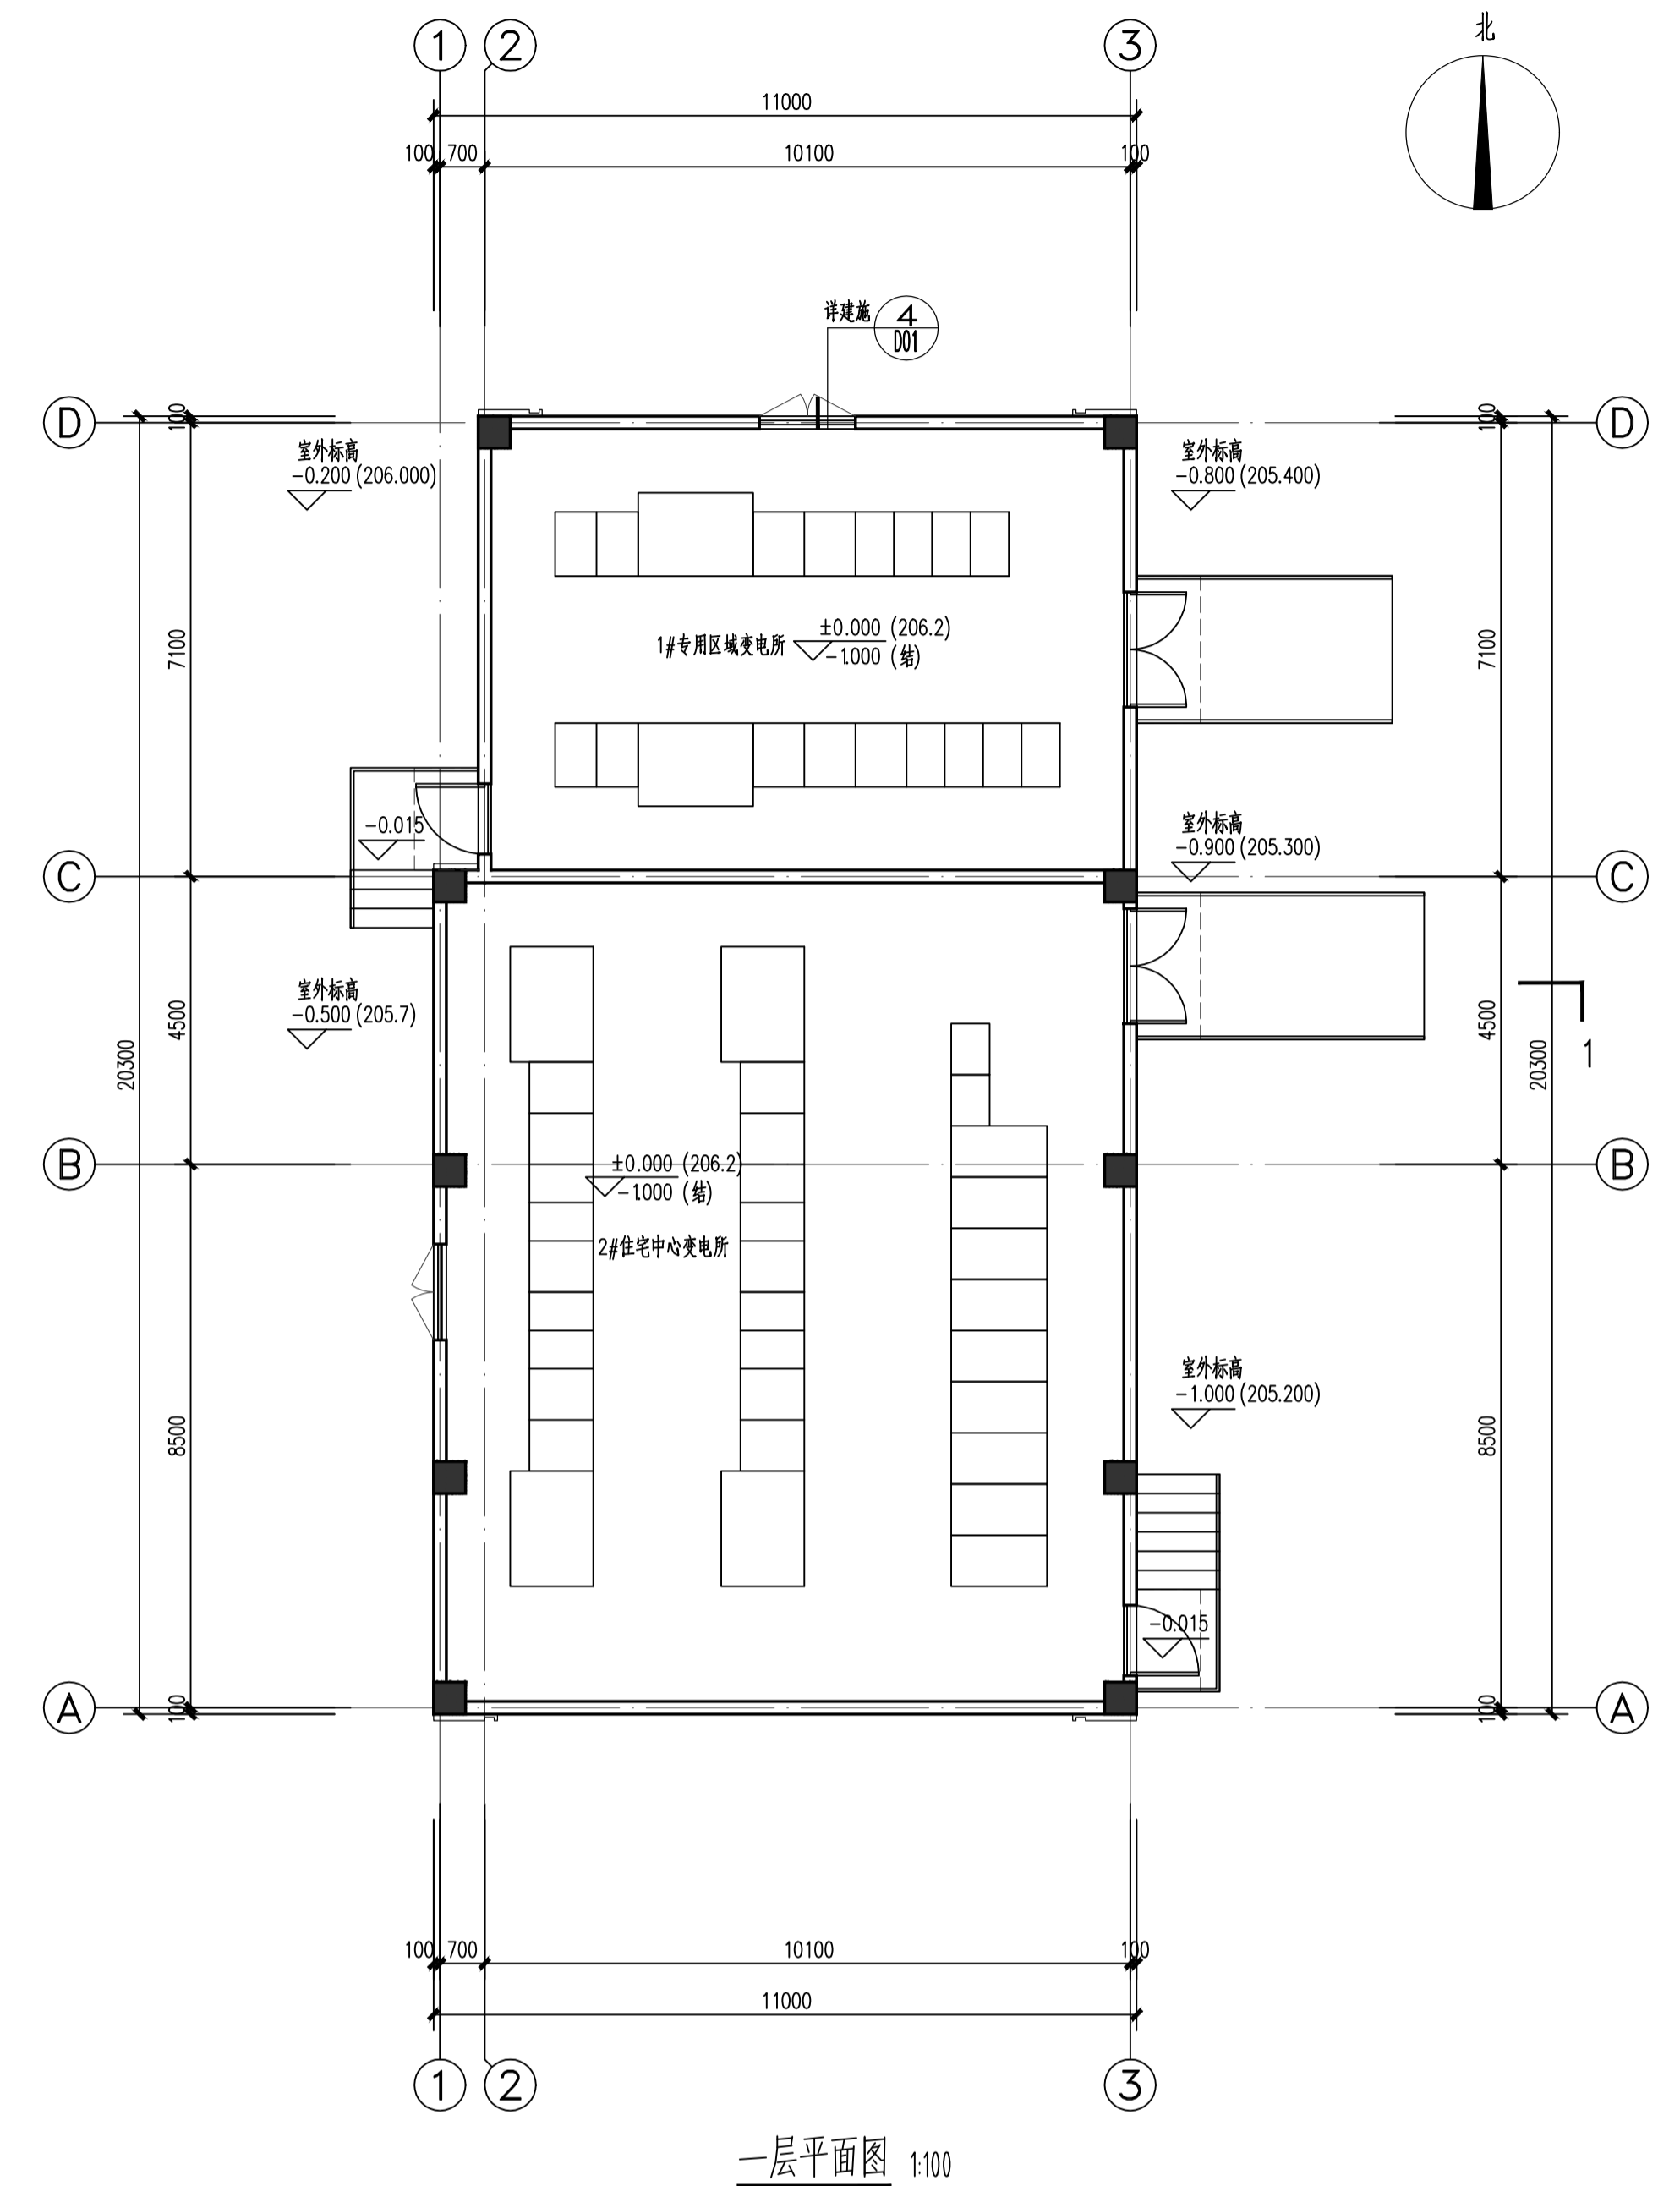 1 2 3
北
11000
100 700 10100 100
详建施 4
D01
D 100 100 D
室外标高
-0.200(206.000)
室外标高
-0.800(205.400)
1#专用区域变电所
±0.000 (206.2)
-1.000 (结)
7100 7100
-0.015
室外标高
-0.900(205.300)
C C
室外标高
-0.500(205.7)
4500 4500
20300 20300
1
B B
±0.000 (206.2)
-1.000 (结)
2#住宅中心变电所
室外标高
-1.000(205.200)
8500 8500
-0.015
A 100 100 A
100 700 10100 100
11000
1 2 3
一层平面图 1:100